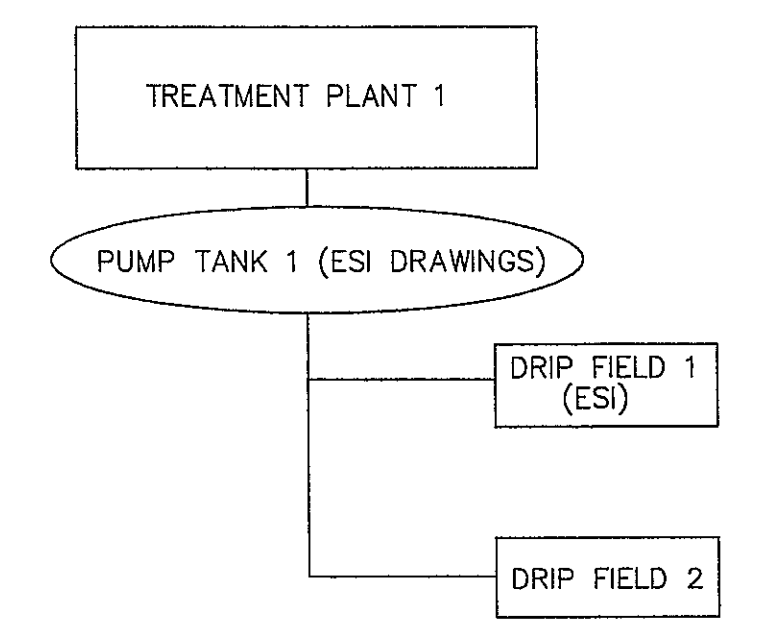 TREATMENT PLANT 1
PUMP TANK 1 (ESI DRAWINGS)
DRIP FIELD 1
(ESI)
DRIP FIELD 2